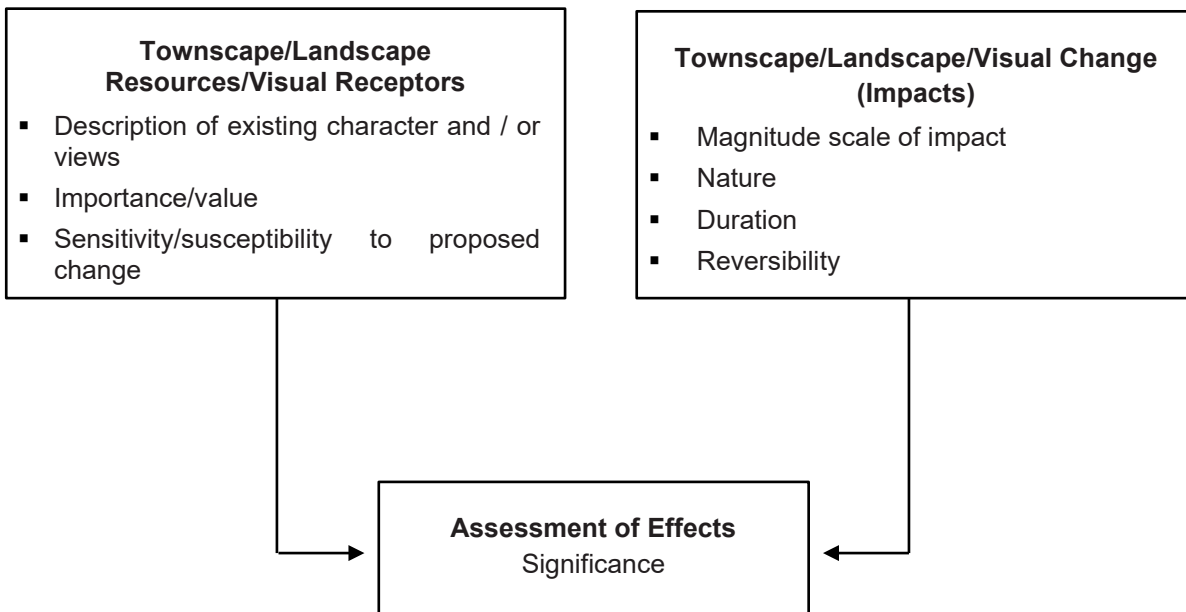 Townscape/Landscape
Resources/Visual Receptors
▪ Description of existing character and / or
views
▪ Importance/value
▪ Sensitivity/susceptibility to proposed
change
Townscape/Landscape/Visual Change
(Impacts)
▪ Magnitude scale of impact
▪ Nature
▪ Duration
▪ Reversibility
Assessment of Effects
Significance